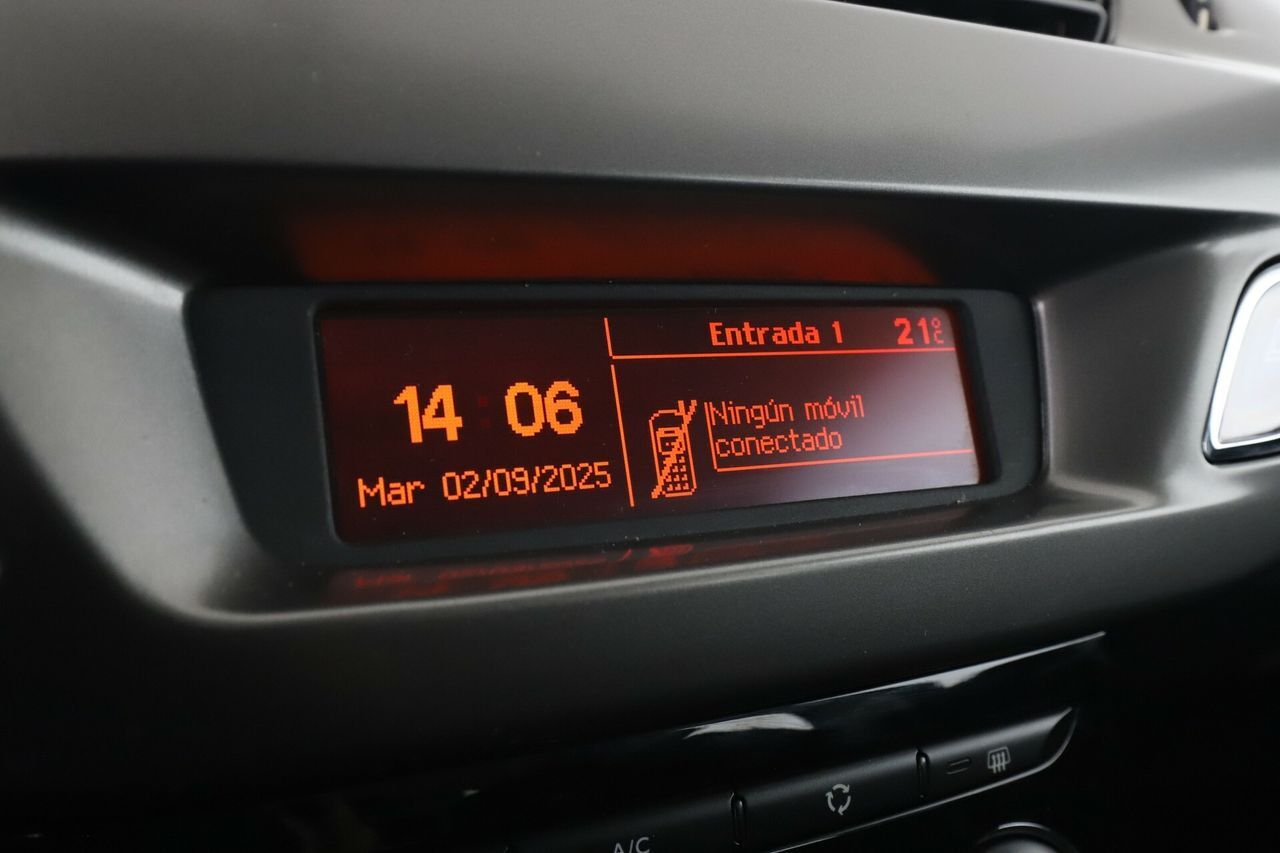 Entrada 1 21°C
14:06
Ningún móvil
conectado
Mar 02/09/2025
A/C